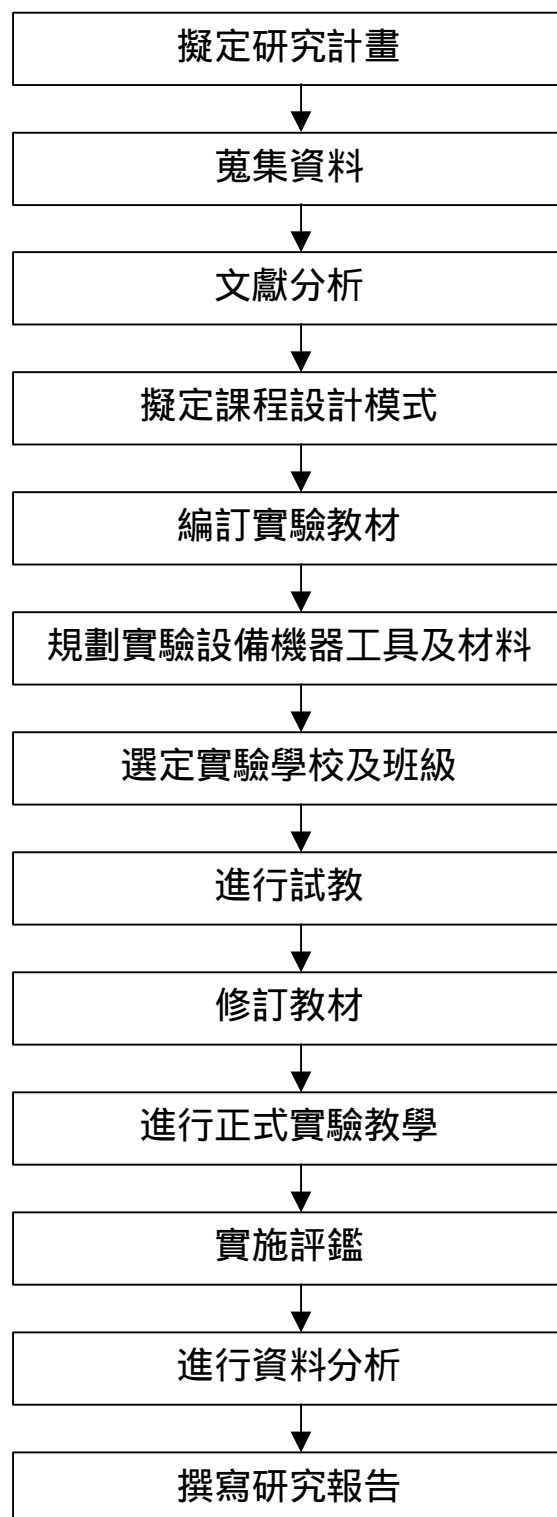 擬定研究計畫
蒐集資料
文獻分析
擬定課程設計模式
編訂實驗教材
規劃實驗設備機器工具及材料
選定實驗學校及班級
進行試教
修訂教材
進行正式實驗教學
實施評鑑
進行資料分析
撰寫研究報告